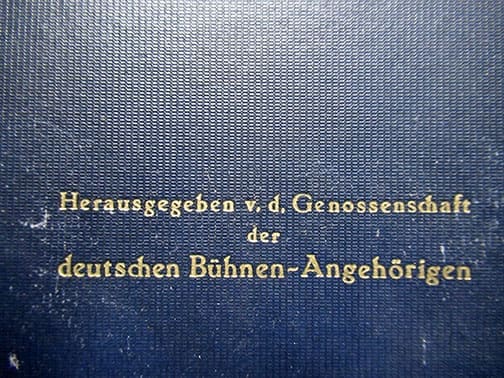 Herausgegeben v. d. Genossenschaft
der
deutschen Bühnen-Angehörigen